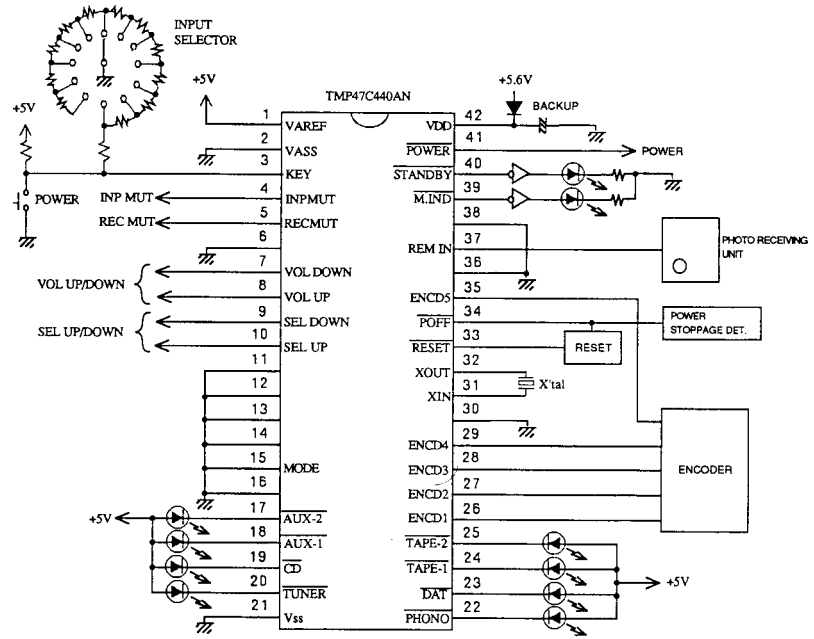 INPUT
SELECTOR
+5V
+5V
POWER
TMP47C440AN
+5.6V
BACKUP
1 VAREF
2 VASS
3 KEY
INP MUT 4 INPMUT
REC MUT 5 RECMUT
6
VOL UP/DOWN
7 VOL DOWN
8 VOL UP
SEL UP/DOWN
9 SEL DOWN
10 SEL UP
11
12
13
14
15 MODE
16
+5V
17 AUX-2
18 AUX-1
19 CD
20 TUNER
21 Vss
VDD 42
POWER 41 POWER
STANDBY 40
M.IND 39
38
REM IN 37
PHOTO RECEIVING
UNIT
36
ENCD5 35
POFF 34
POWER
STOPPAGE DET.
RESET 33
RESET
XOUT 32
X'tal
XIN 31
30
ENCD4 29
ENCD3 28
ENCD2 27
ENCD1 26
ENCODER
TAPE-2 25
TAPE-1 24
DAT 23
PHONO 22
+5V